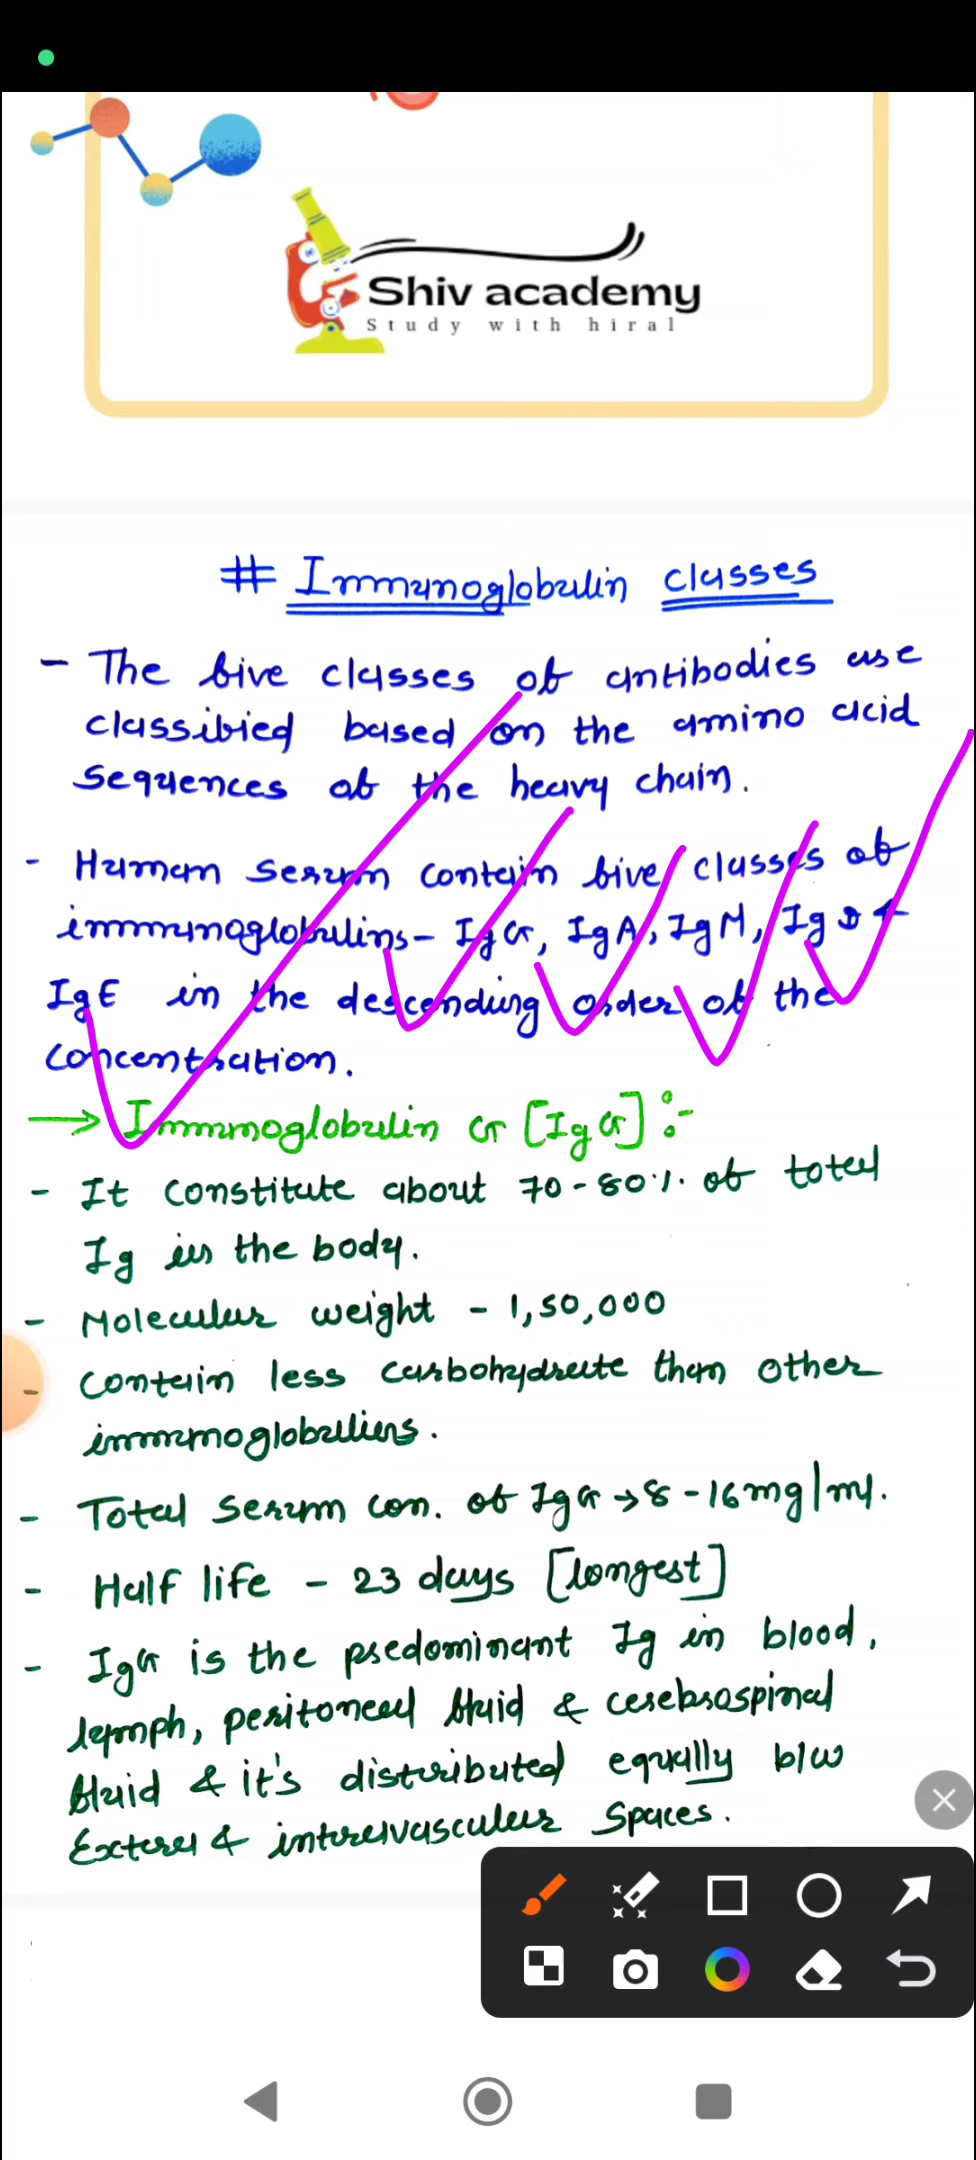 Shiv academy
Study with hiral
# Immunoglobulin classes
- The five classes of antibodies are
classified based on the amino acid
sequences of the heavy chain.
- Human serum contain five classes of
immunoglobulins - IgG, IgA, IgM, IgD &
IgE in the descending order of the
concentration.
→ Immunoglobulin G [IgG] :-
- It constitute about 70-80%. of total
Ig in the body.
- Molecular weight - 1,50,000
- contain less carbohydrate than other
immunoglobulins.
- Total serum con. of IgG → 8-16mg/ml.
- Half life - 23 days [longest]
- IgG is the predominant Ig in blood,
lymph, peritoneal fluid & cerebrospinal
fluid & it's distributed equally b/w
Extra & intravascular spaces.